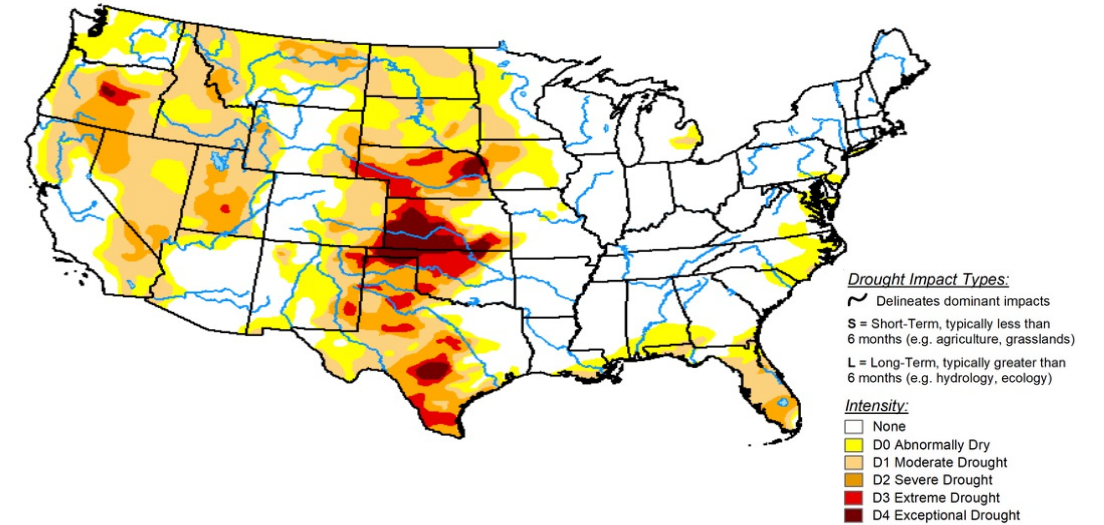 Drought Impact Types:
Delineates dominant impacts
S = Short-Term, typically less than
6 months (e.g. agriculture, grasslands)
L = Long-Term, typically greater than
6 months (e.g. hydrology, ecology)
Intensity:
None
D0 Abnormally Dry
D1 Moderate Drought
D2 Severe Drought
D3 Extreme Drought
D4 Exceptional Drought